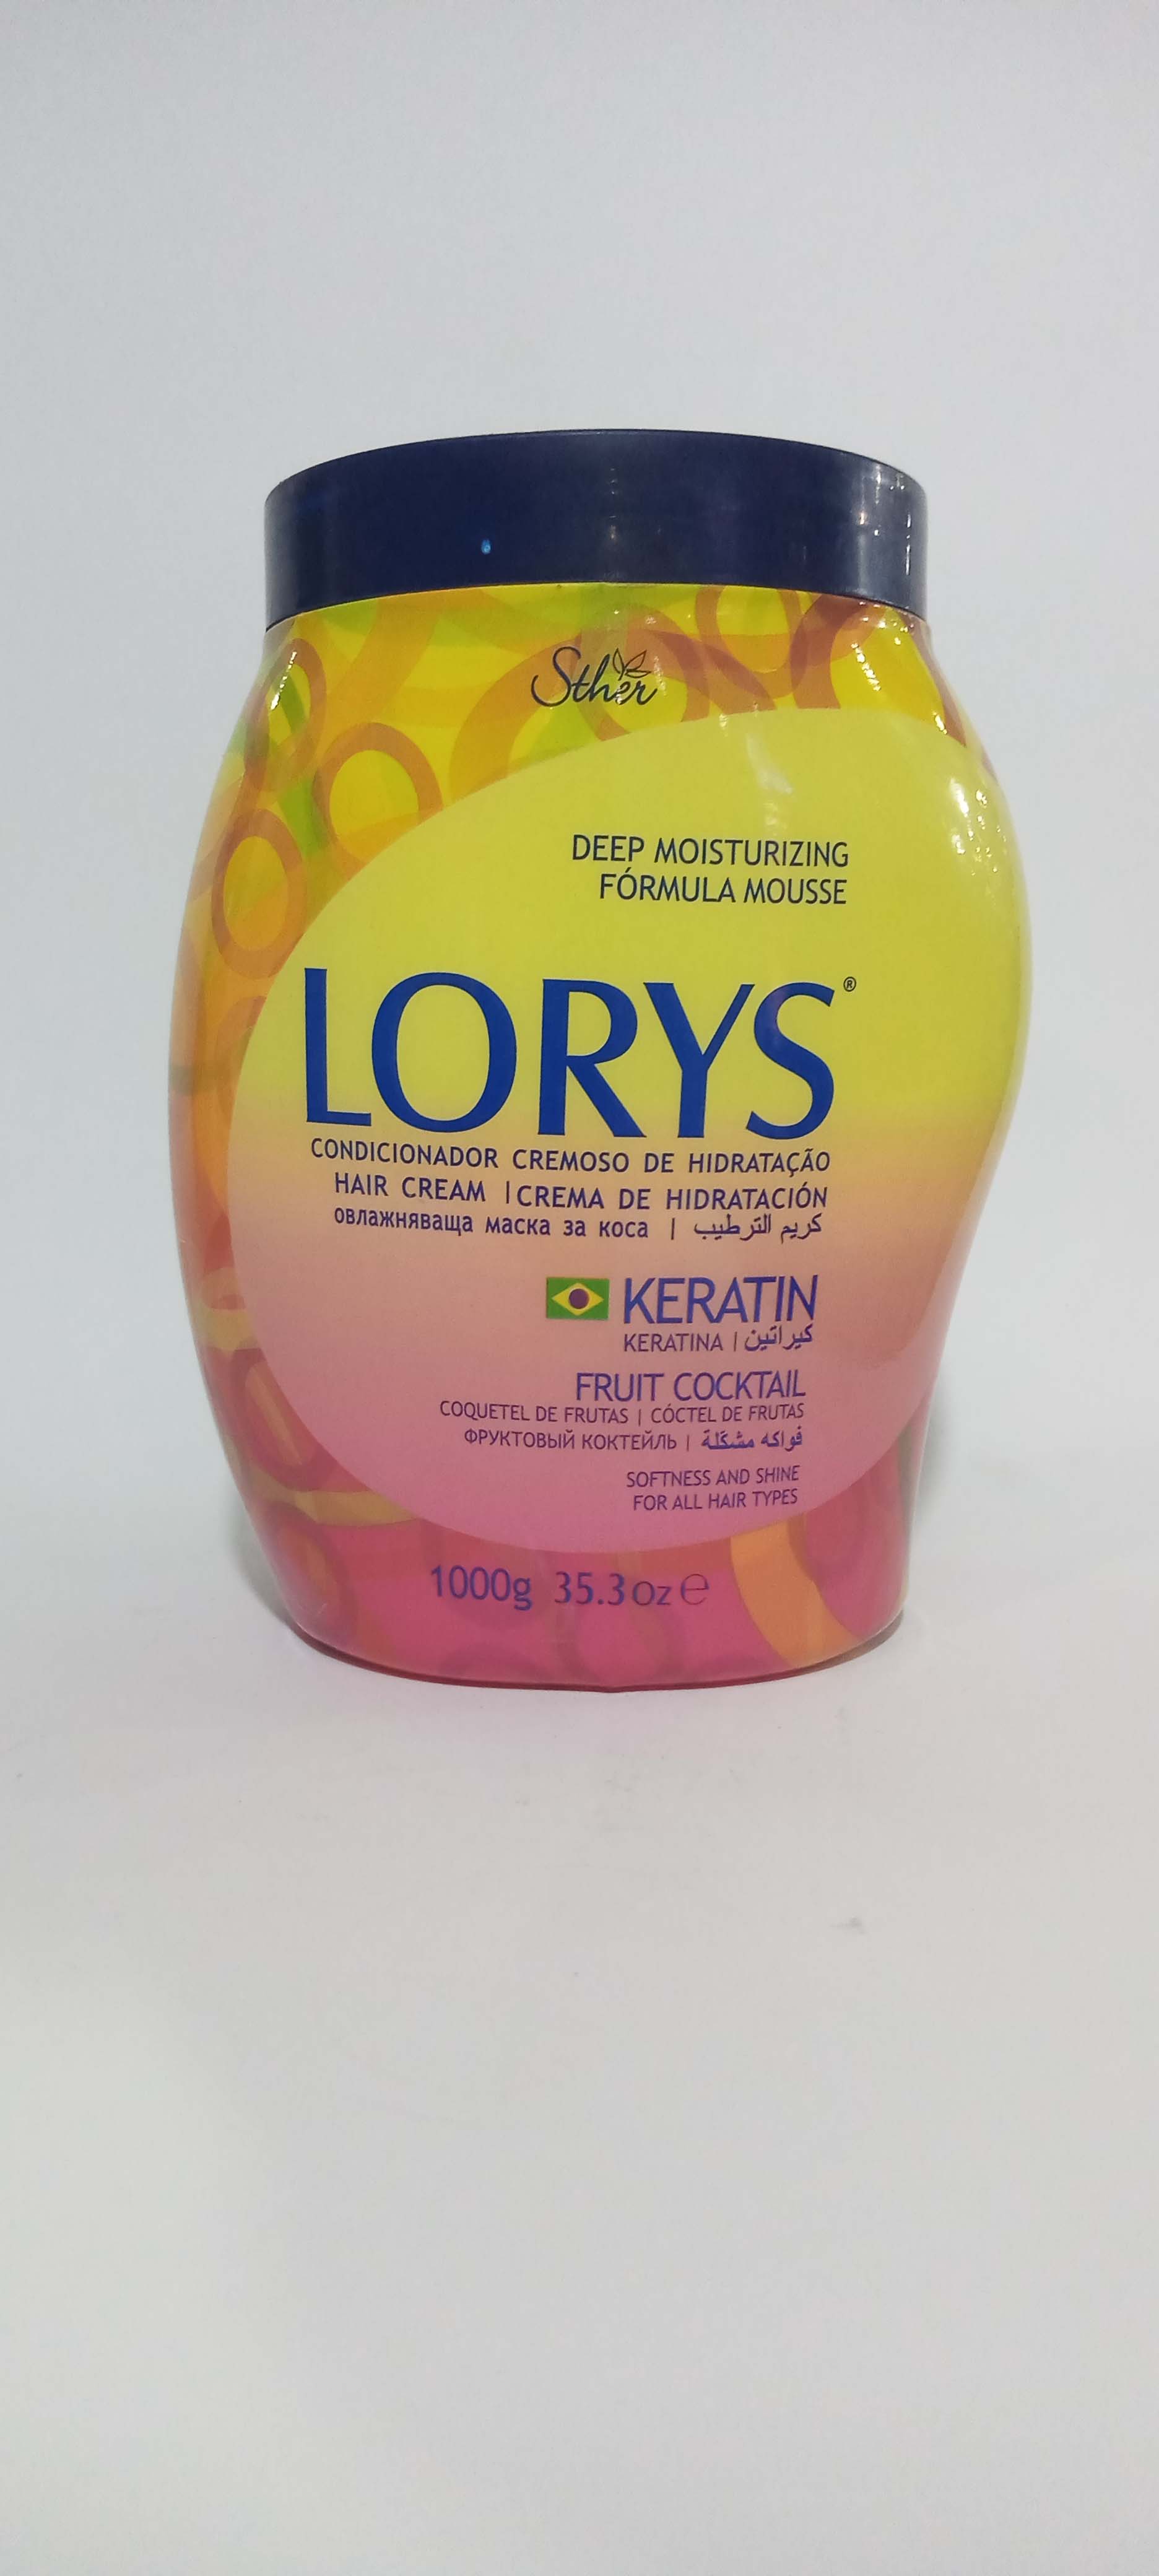 Sther
DEEP MOISTURIZING
FÓRMULA MOUSSE
LORYS®
CONDICIONADOR CREMOSO DE HIDRATAÇÃO
HAIR CREAM | CREMA DE HIDRATACIÓN
овлажняваща маска за коса | كريم الترطيب
KERATIN
KERATINA | كيراتين
FRUIT COCKTAIL
COQUETEL DE FRUTAS | CÓCTEL DE FRUTAS
ФРУКТОВЫЙ КОКТЕЙЛЬ | فواكه مشكلة
SOFTNESS AND SHINE
FOR ALL HAIR TYPES
1000g 35.3oz ℮